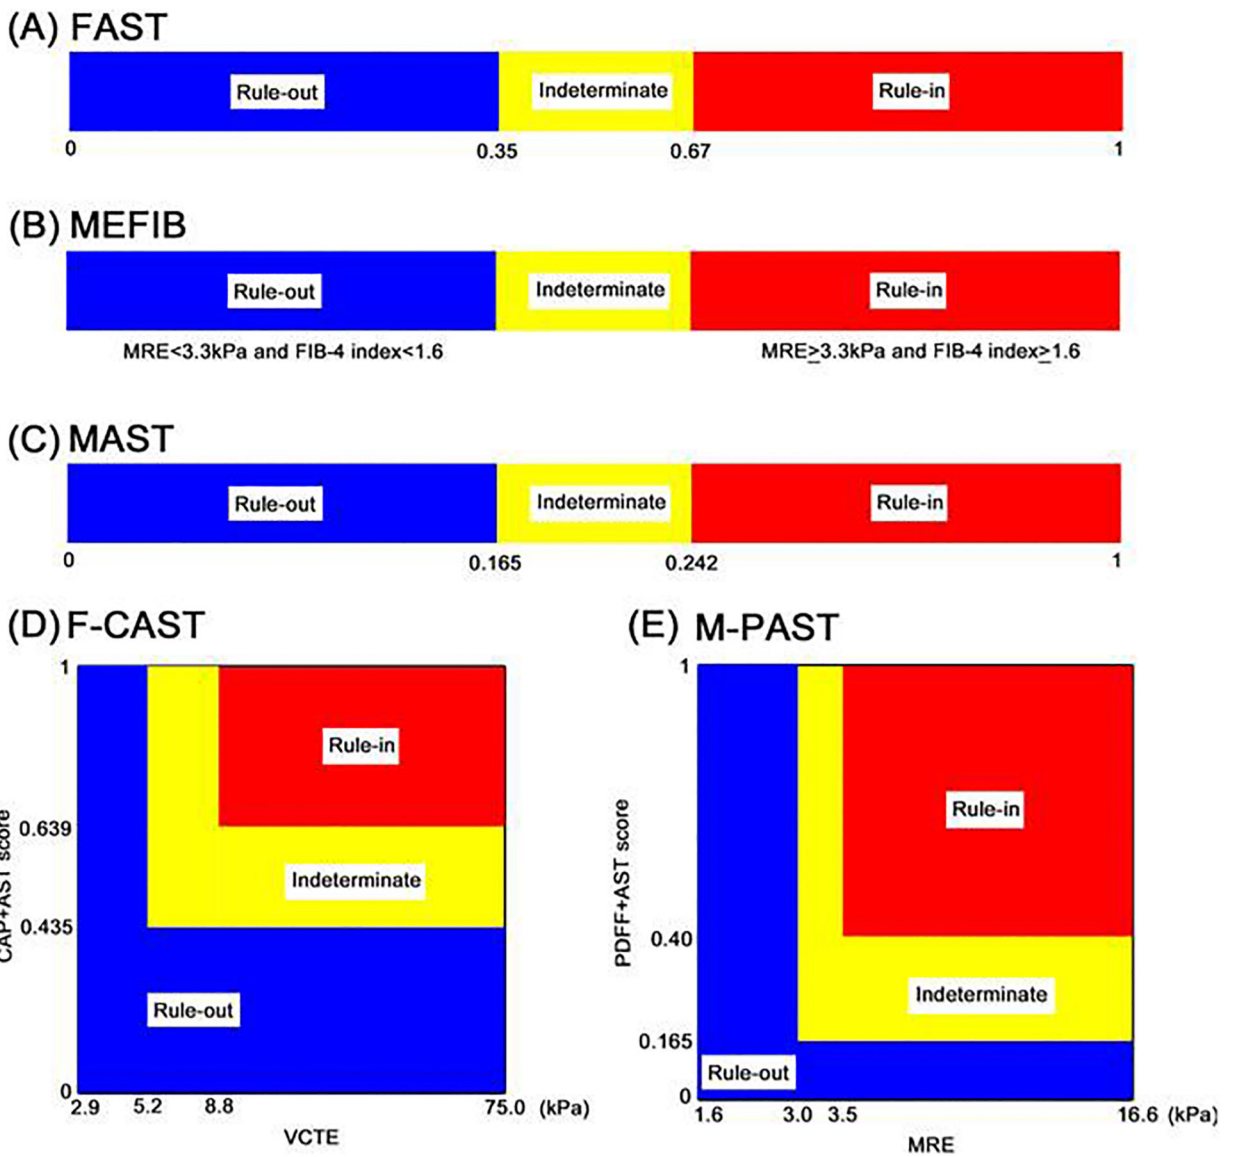 (A) FAST
Rule-out
Indeterminate
Rule-in
0
0.35
0.67
1
(B) MEFIB
Rule-out
Indeterminate
Rule-in
MRE<3.3kPa and FIB-4 index<1.6
MRE≥3.3kPa and FIB-4 index≥1.6
(C) MAST
Rule-out
Indeterminate
Rule-in
0
0.165
0.242
1
(D) F-CAST
1
0.639
0.435
0
CAP+AST score
Rule-in
Indeterminate
Rule-out
2.9
5.2
8.8
75.0 (kPa)
VCTE
(E) M-PAST
1
0.40
0.165
0
PDFF+AST score
Rule-in
Indeterminate
Rule-out
1.6
3.0
3.5
16.6 (kPa)
MRE